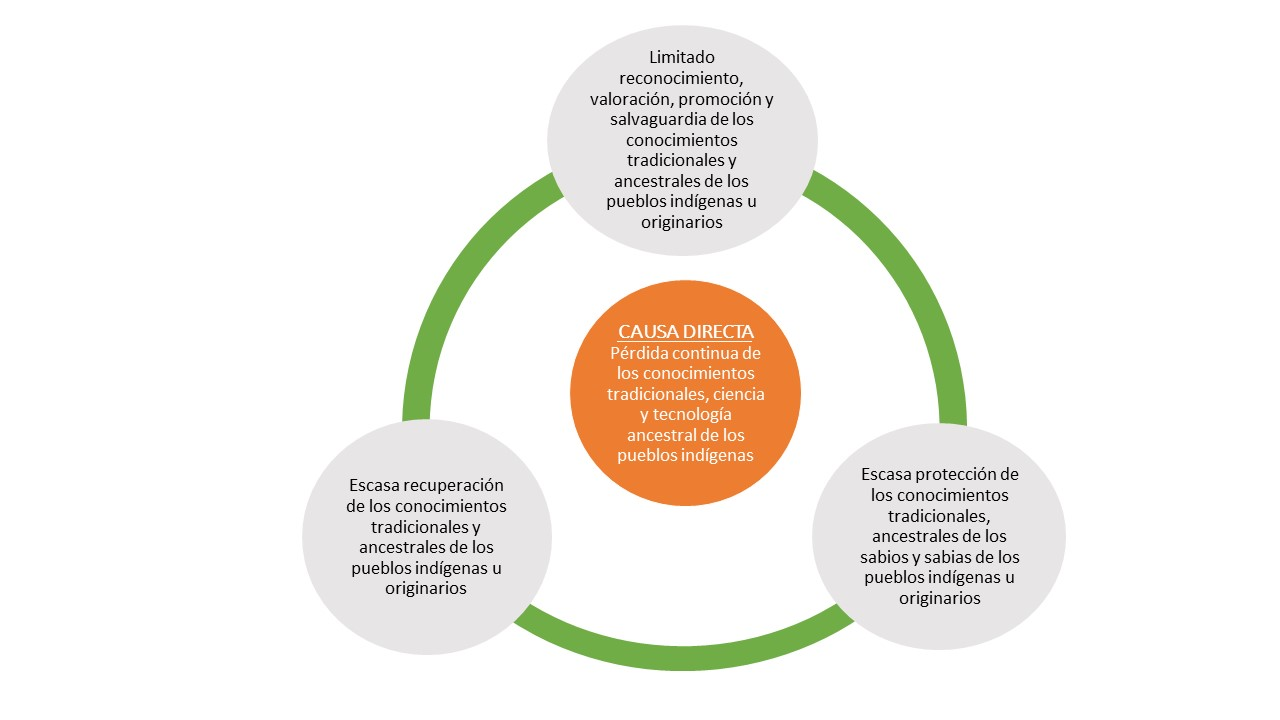 Limitado
reconocimiento,
valoración, promoción y
salvaguardia de los
conocimientos
tradicionales y
ancestrales de los
pueblos indígenas u
originarios
CAUSA DIRECTA
Pérdida continua de
los conocimientos
tradicionales, ciencia
y tecnología
ancestral de los
pueblos indígenas
Escasa recuperación
de los conocimientos
tradicionales y
ancestrales de los
pueblos indígenas u
originarios
Escasa protección de
los conocimientos
tradicionales,
ancestrales de los
sabios y sabias de los
pueblos indígenas u
originarios